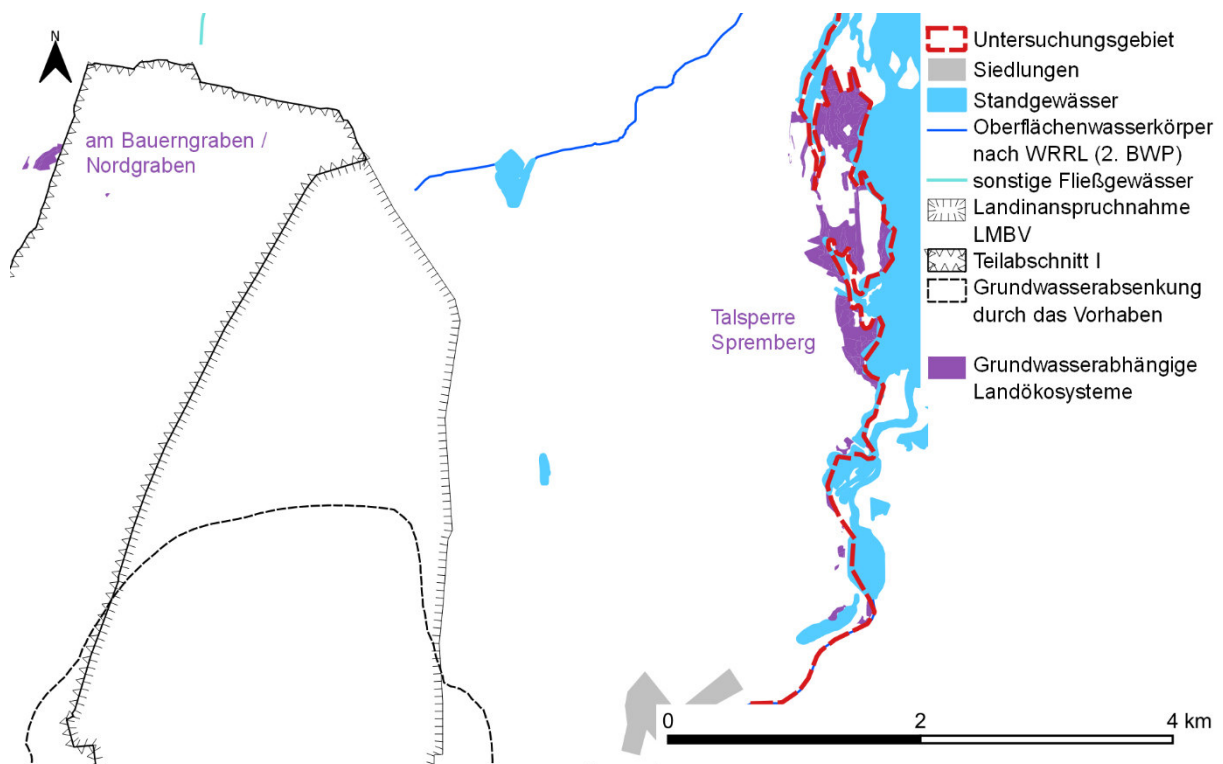 N
am Bauerngraben /
Nordgraben
Talsperre
Spremberg
Untersuchungsgebiet
Siedlungen
Standgewässer
Oberflächenwasserkörper
nach WRRL (2. BWP)
sonstige Fließgewässer
Landinanspruchnahme
LMBV
Teilabschnitt I
Grundwasserabsenkung
durch das Vorhaben
Grundwasserabhängige
Landökosysteme
0 2 4 km